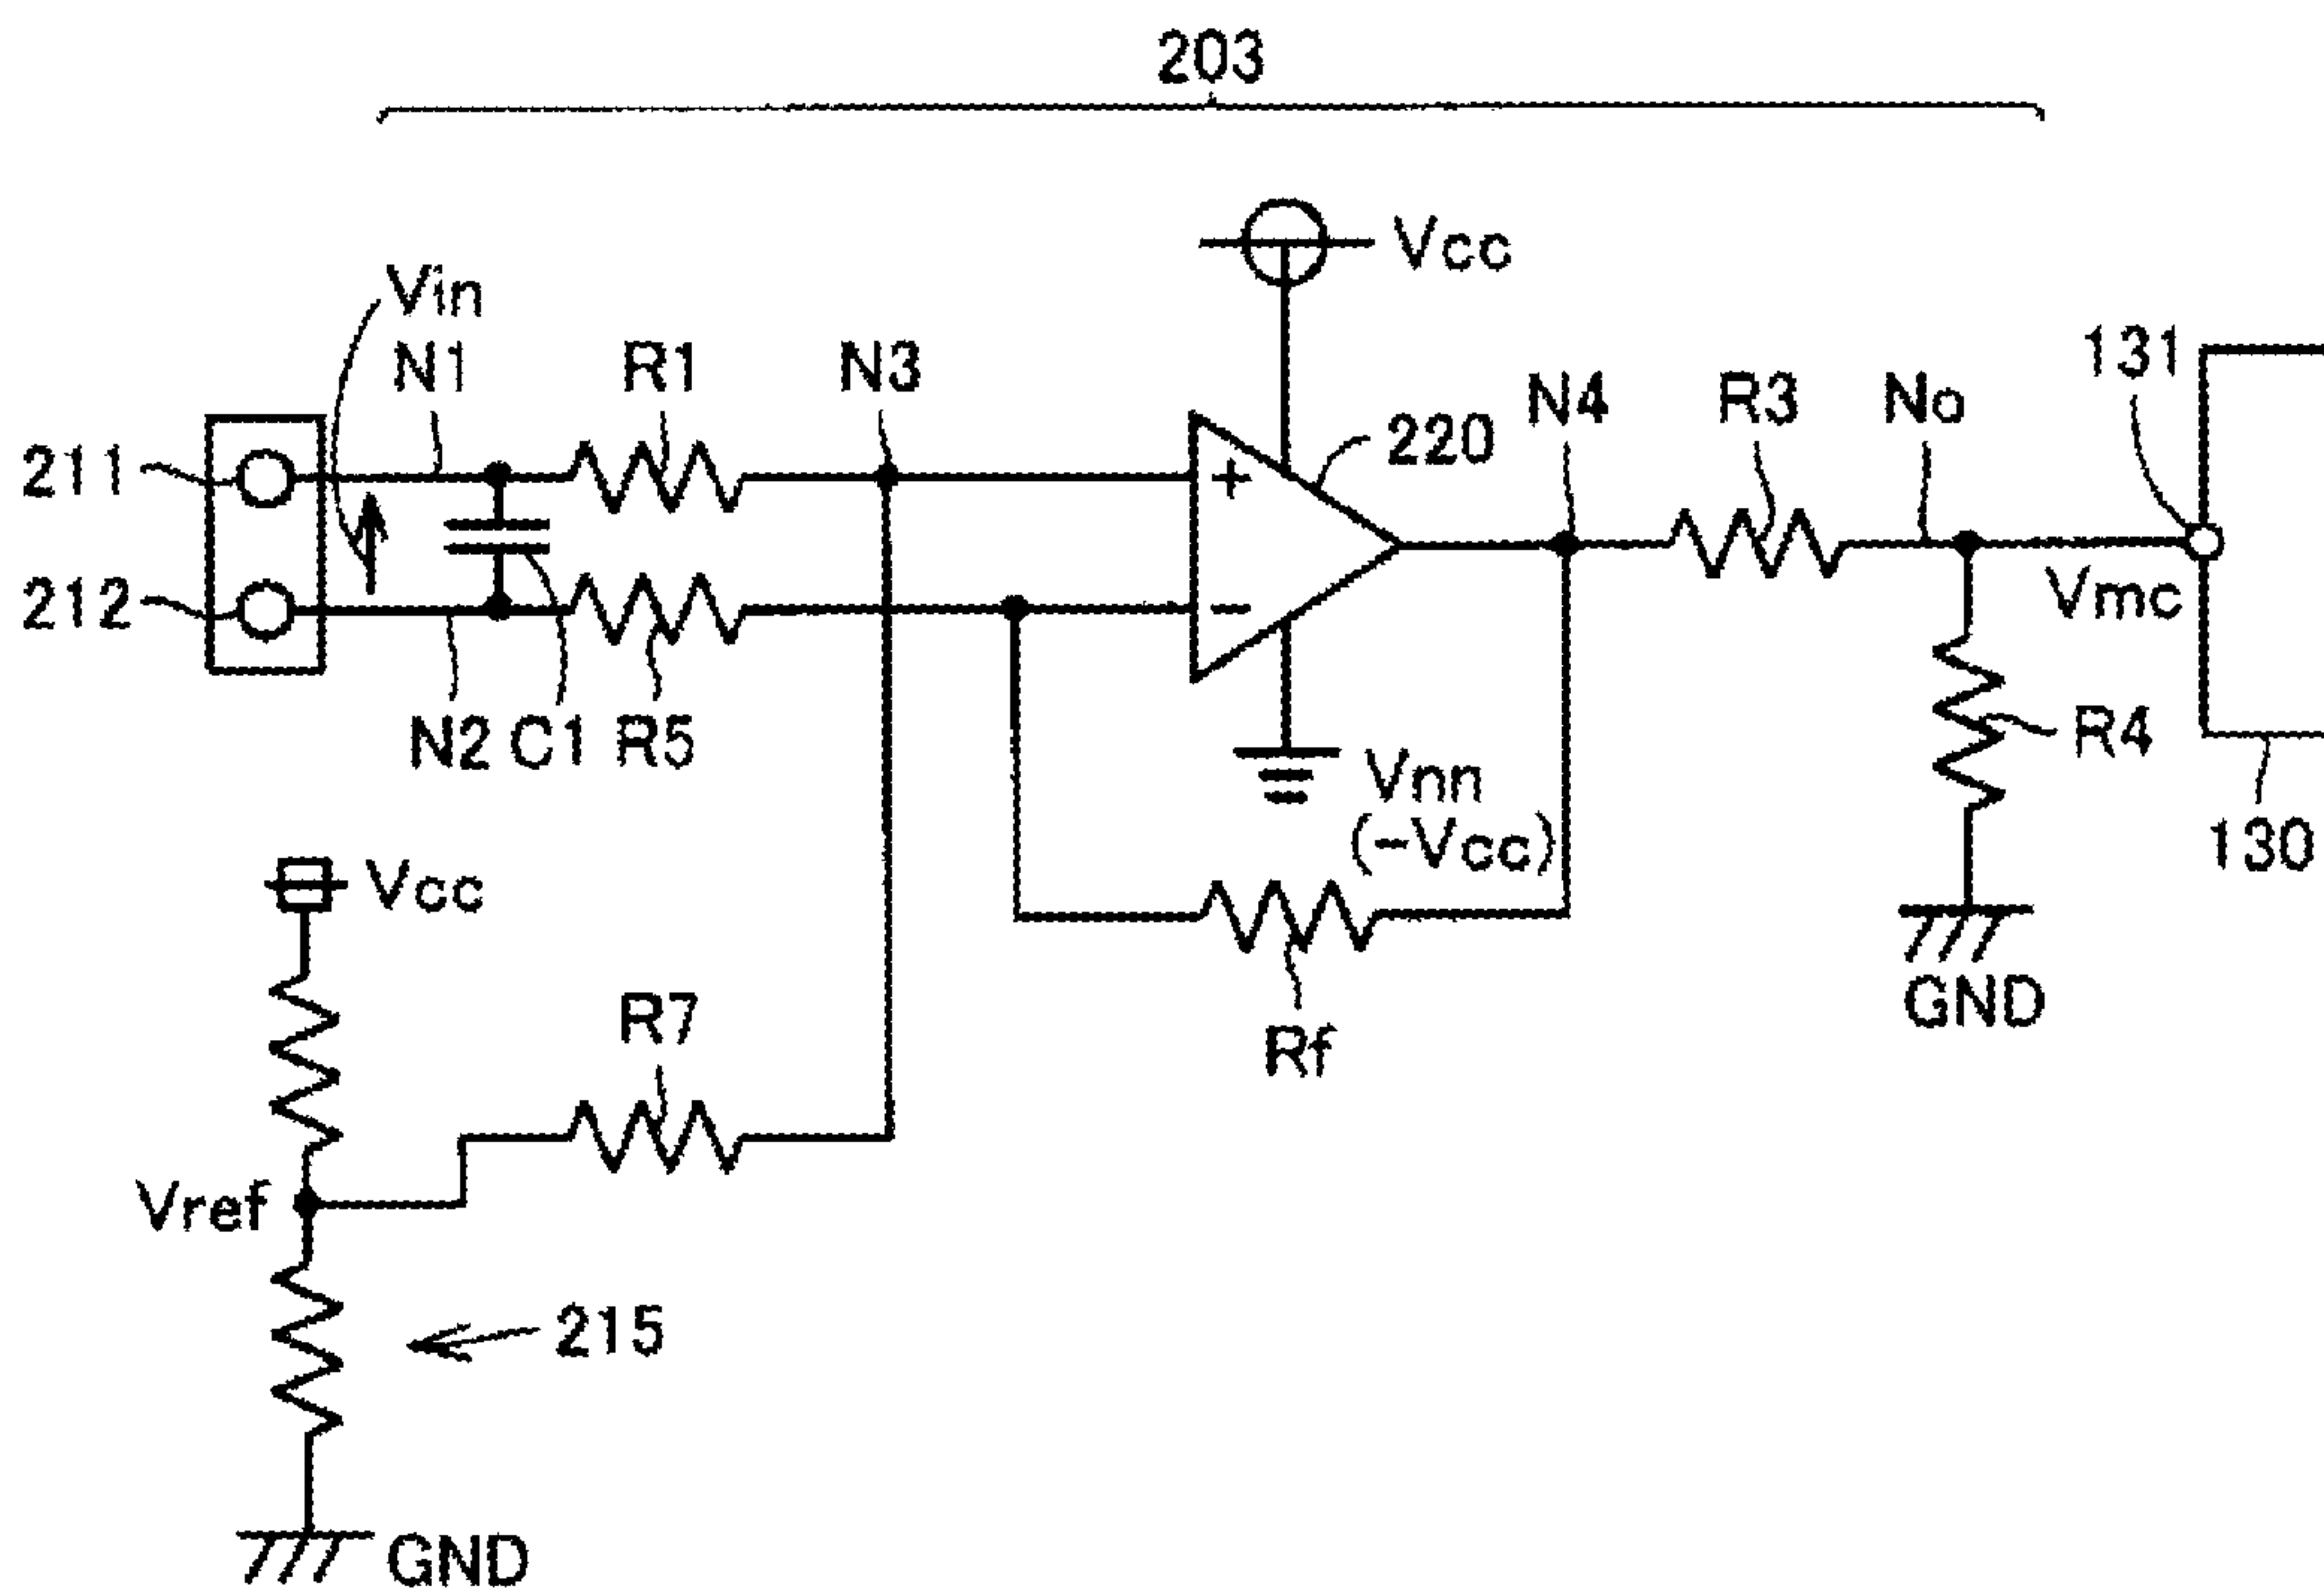 203
Vcc
Vin
N1
R1
N3
131
N4
R3
No
220
211
+
212
−
Vmc
N2
C1
R5
R4
Vnn
(-Vcc)
130
Vcc
R7
GND
Rf
Vref
215
GND